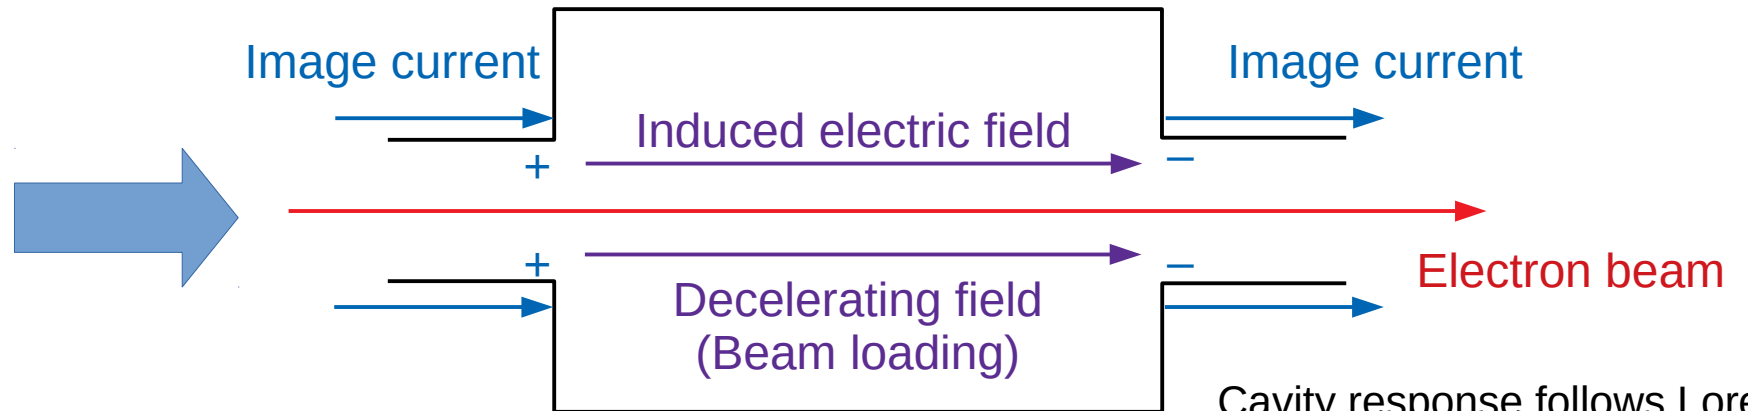 Image current
Image current
Induced electric field
+
–
+
–
Electron beam
Decelerating field
(Beam loading)
Cavity response follows